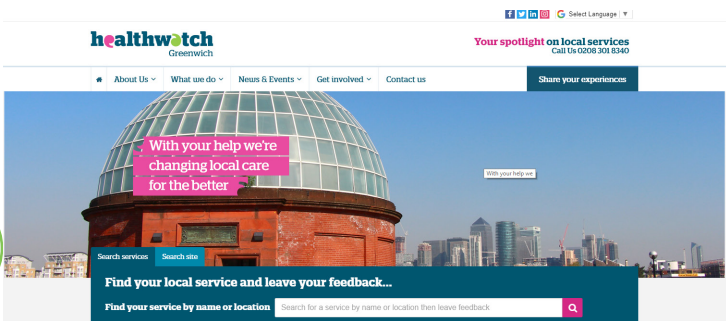 Select Language
healthwatch
Greenwich
Your spotlight on local services
Call Us 0208 301 8340
About Us
What we do
News & Events
Get involved
Contact us
Share your experiences
With your help we're
changing local care
for the better
With your help we
Search services
Search site
Find your local service and leave your feedback...
Find your service by name or location
Search for a service by name or location then leave feedback